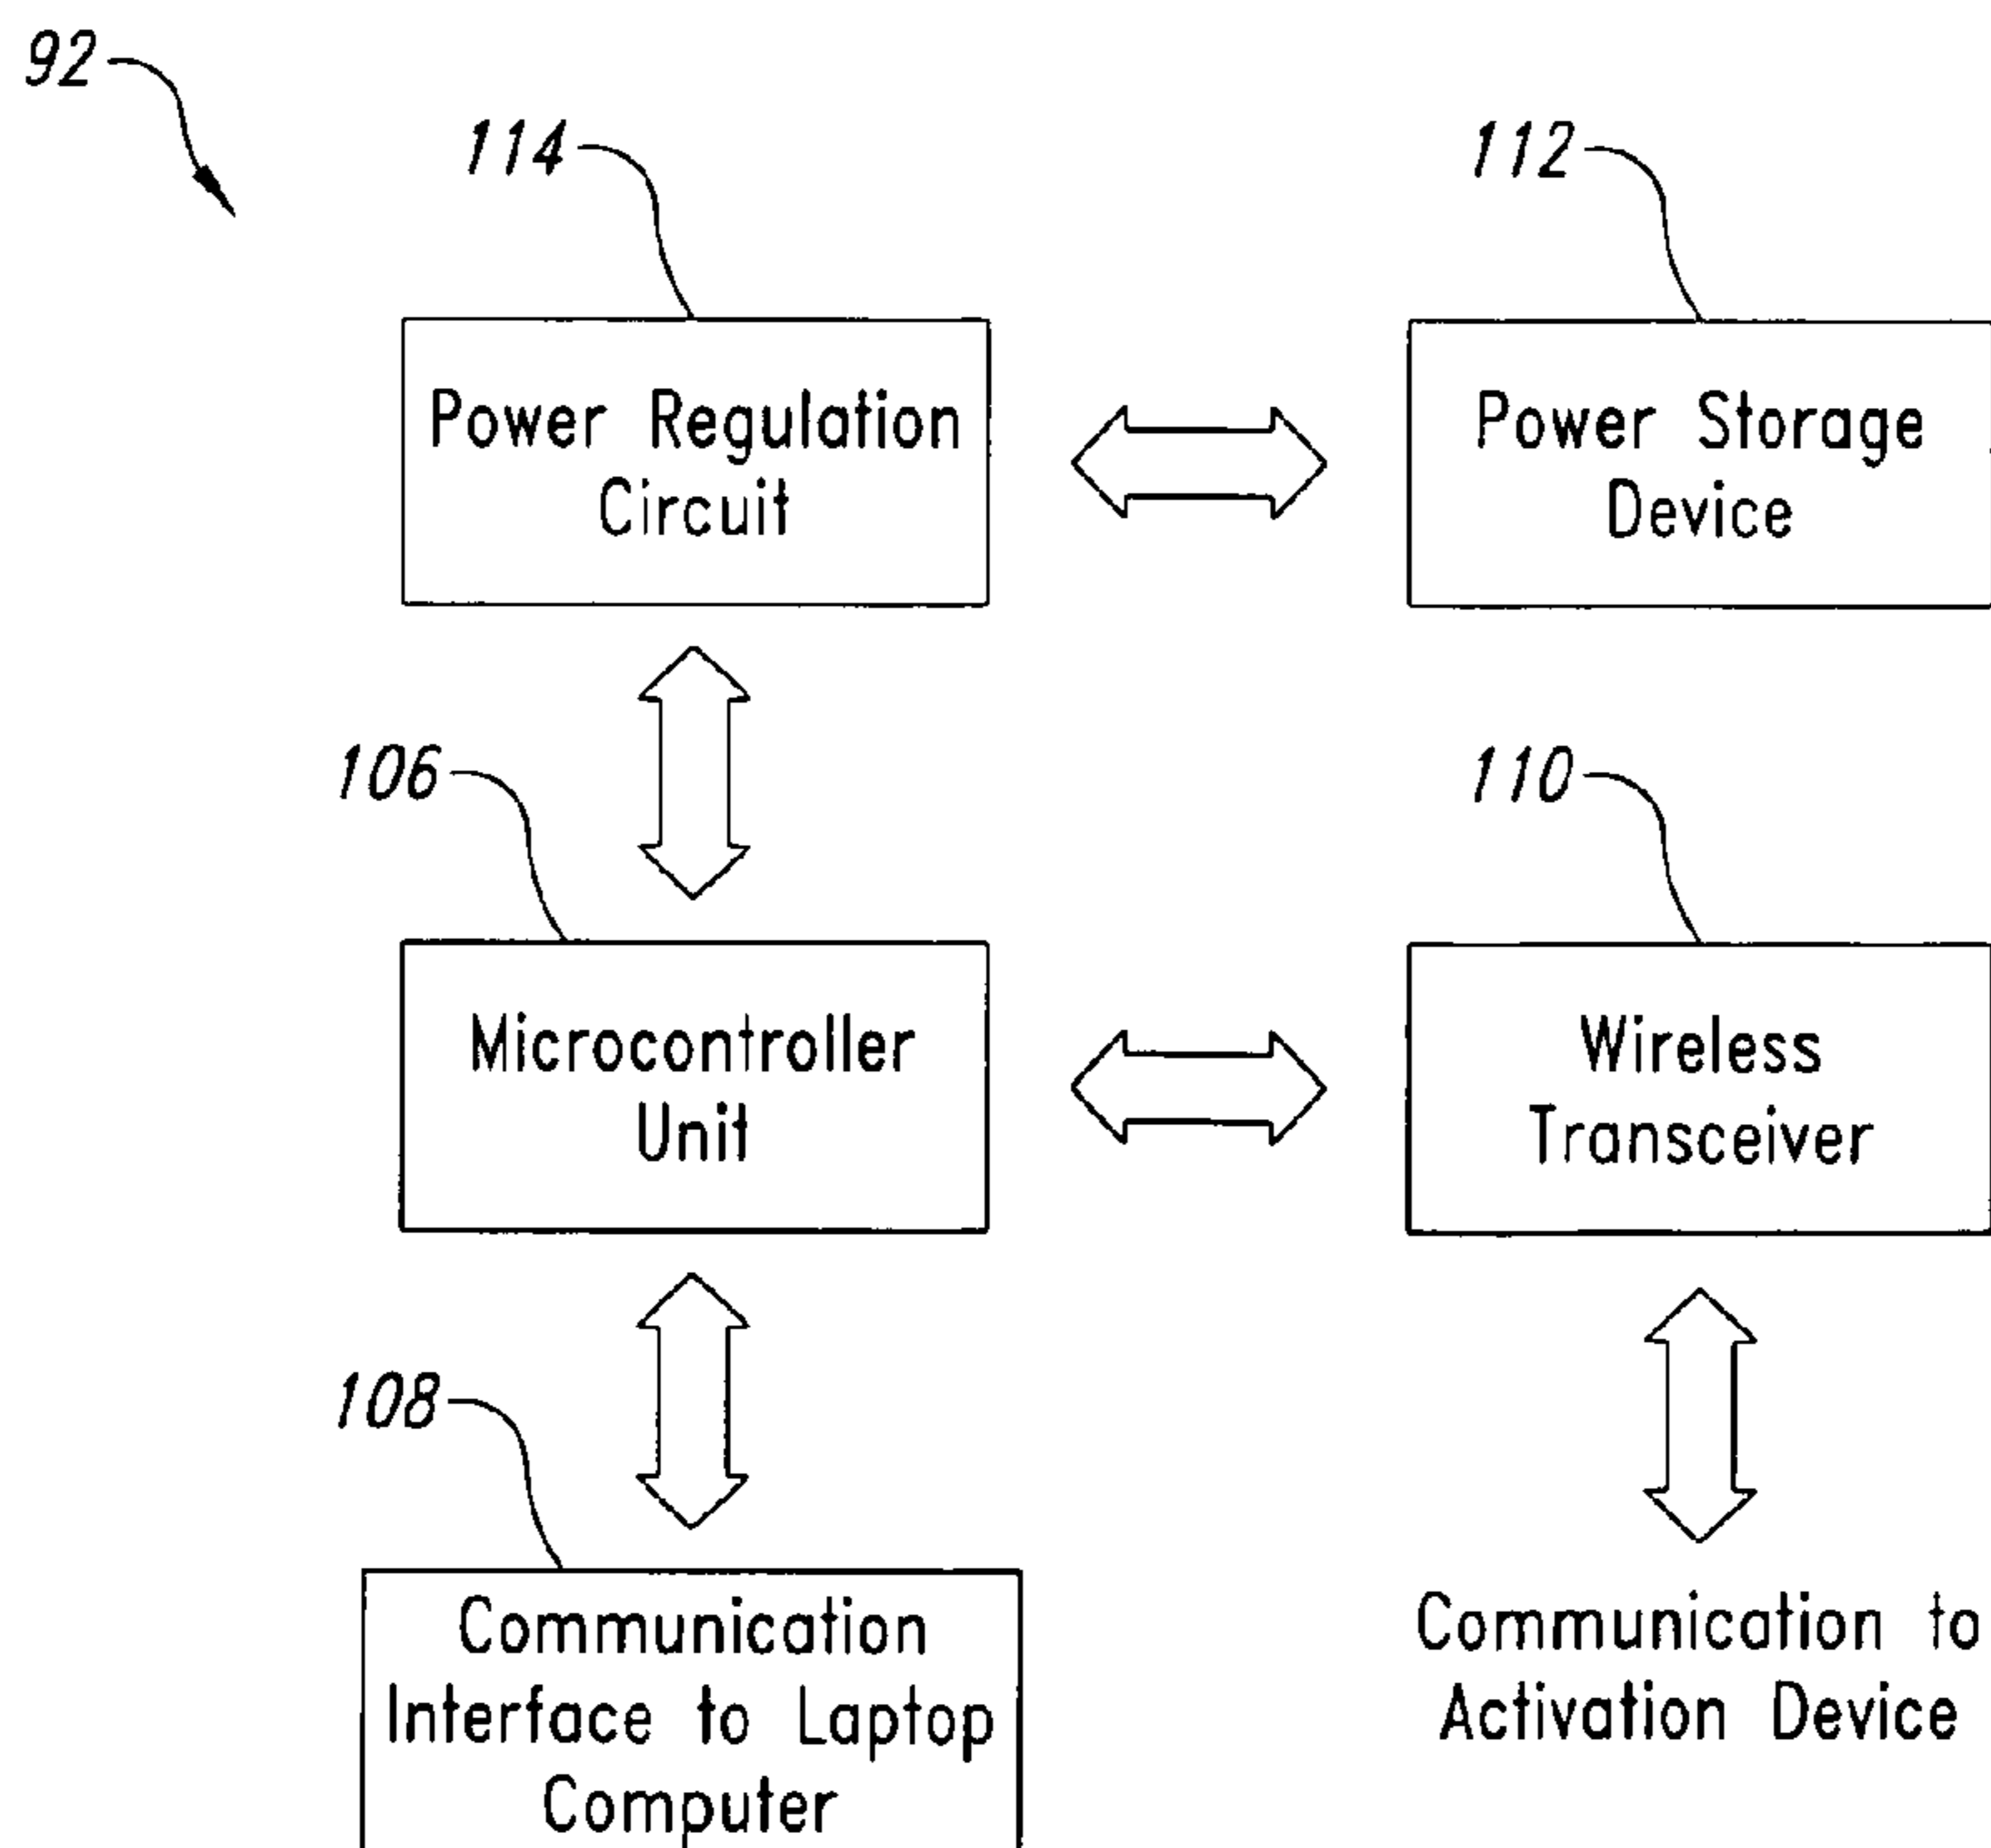 92
114
112
Power Regulation
Circuit
Power Storage
Device
106
110
Microcontroller
Unit
Wireless
Transceiver
108
Communication
Interface to Laptop
Computer
Communication to
Activation Device